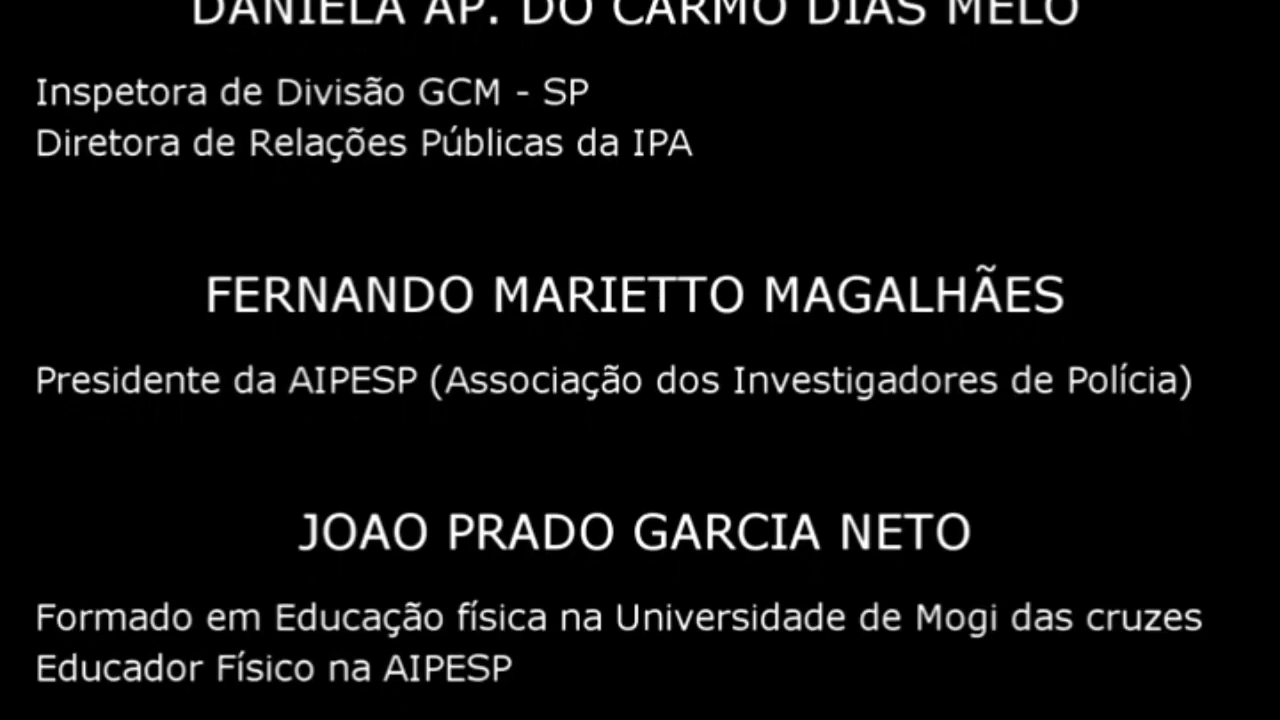 DANIELA AP. DO CARMO DIAS MELO
Inspetora de Divisão GCM - SP
Diretora de Relações Públicas da IPA
FERNANDO MARIETTO MAGALHÃES
Presidente da AIPESP (Associação dos Investigadores de Polícia)
JOAO PRADO GARCIA NETO
Formado em Educação física na Universidade de Mogi das cruzes
Educador Físico na AIPESP